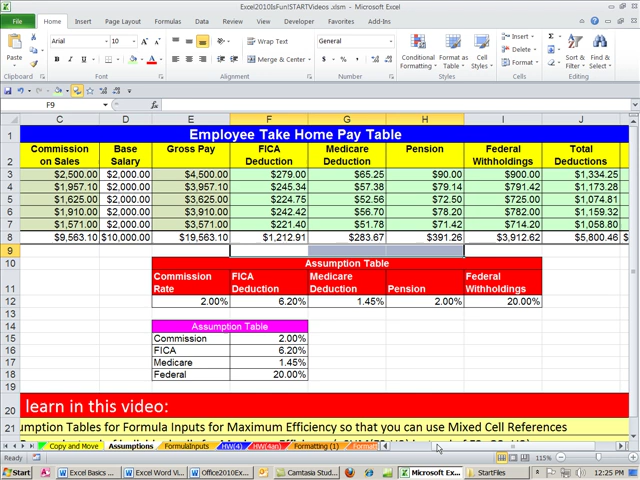 Excel2010IsFun!STARTVideos .xlsm - Microsoft Excel
File Home Insert Page Layout Formulas Data Review View Developer Add-Ins
Arial 10 Wrap Text General Insert
Paste B I U Merge & Center $ % , Conditional Formatting Format as Table Cell Styles Delete Format Sort & Filter Find & Select
Clipboard Font Alignment Number Styles Cells Editing
F9 fx
C D E F G H I J
1 Employee Take Home Pay Table
2 Commission on Sales Base Salary Gross Pay FICA Deduction Medicare Deduction Pension Federal Withholdings Total Deductions
3 $2,500.00 $2,000.00 $4,500.00 $279.00 $65.25 $90.00 $900.00 $1,334.25
4 $1,957.10 $2,000.00 $3,957.10 $245.34 $57.38 $79.14 $791.42 $1,173.28
5 $1,625.00 $2,000.00 $3,625.00 $224.75 $52.56 $72.50 $725.00 $1,074.81
6 $1,910.00 $2,000.00 $3,910.00 $242.42 $56.70 $78.20 $782.00 $1,159.32
7 $1,571.00 $2,000.00 $3,571.00 $221.40 $51.78 $71.42 $714.20 $1,058.80
8 $9,563.10 $10,000.00 $19,563.10 $1,212.91 $283.67 $391.26 $3,912.62 $5,800.46
9
10 Assumption Table
11 Commission Rate FICA Deduction Medicare Deduction Pension Federal Withholdings
12 2.00% 6.20% 1.45% 2.00% 20.00%
13
14 Assumption Table
15 Commission 2.00%
16 FICA 6.20%
17 Medicare 1.45%
18 Federal 20.00%
19
20 learn in this video:
21 umption Tables for Formula Inputs for Maximum Efficiency so that you can use Mixed Cell References
Copy and Move Assumptions FormulaInputs HW(4) HW(4an) Formatting (1) Formatt
Ready 115%
Start Excel Basics ... Excel Word Vi... Office2010Ex... Camtasia Stud... Microsoft Ex... StartFiles 12:25 PM